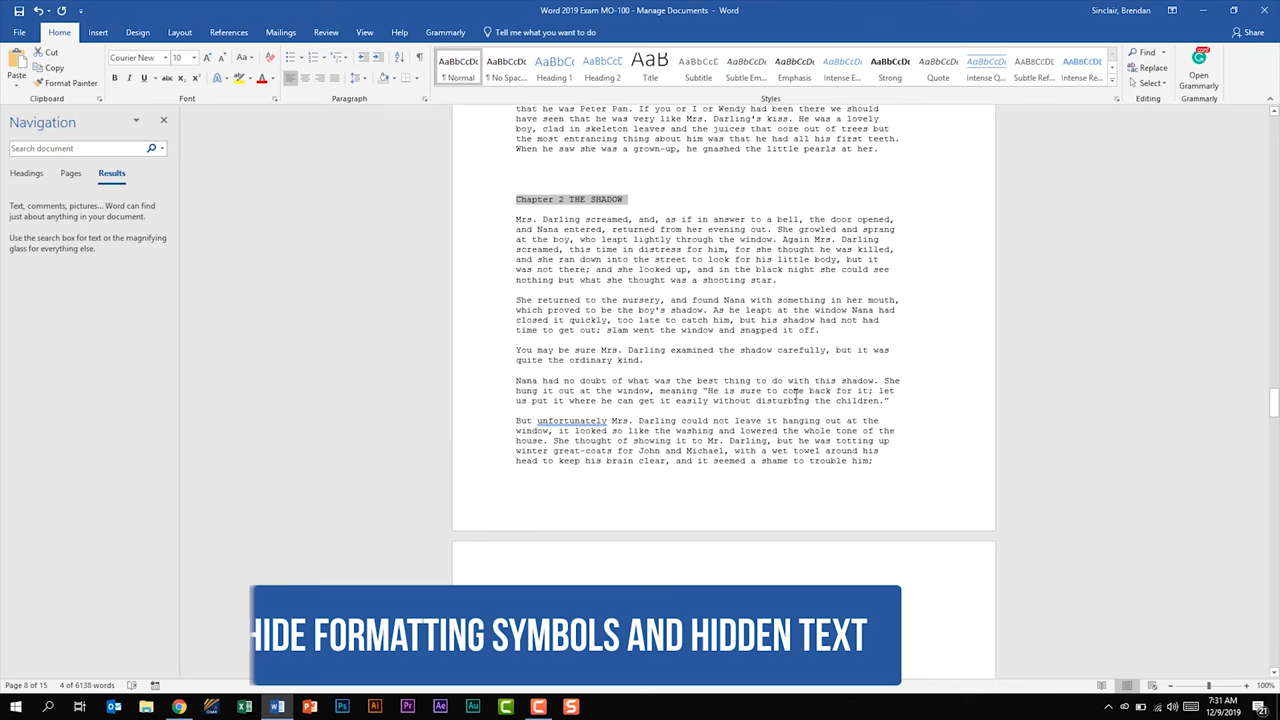 Word 2019 Exam MO-100 - Manage Documents - Word
Sinclair, Brendan
File Home Insert Design Layout References Mailings Review View Help Grammarly Tell me what you want to do Share
Paste
Cut
Copy
Format Painter
Clipboard
Courier New 10
Font
Paragraph
AaBbCcDc AaBbCcDc AaBbCc AaBbCcD AaB AaBbCcD AaBbCcDc AaBbCcDc AaBbCcDc AaBbCcDc AaBbCcDc AaBbCcDc AaBbCcDc AaBbCcDc
¶ Normal ¶ No Spac... Heading 1 Heading 2 Title Subtitle Subtle Em... Emphasis Intense E... Strong Quote Intense Q... Subtle Ref... Intense Re...
Styles
Find
Replace
Select
Editing
Open Grammarly
Grammarly
Navigation
Search document
Headings Pages Results
Text, comments, pictures... Word can find
just about anything in your document.
Use the search box for text or the magnifying
glass for everything else.
that he was Peter Pan. If you or I or Wendy had been there we should
have seen that he was very like Mrs. Darling's kiss. He was a lovely
boy, clad in skeleton leaves and the juices that ooze out of trees but
the most entrancing thing about him was that he had all his first teeth.
When he saw she was a grown-up, he gnashed the little pearls at her.
Chapter 2 THE SHADOW
Mrs. Darling screamed, and, as if in answer to a bell, the door opened,
and Nana entered, returned from her evening out. She growled and sprang
at the boy, who leapt lightly through the window. Again Mrs. Darling
screamed, this time in distress for him, for she thought he was killed,
and she ran down into the street to look for his little body, but it
was not there; and she looked up, and in the black night she could see
nothing but what she thought was a shooting star.
She returned to the nursery, and found Nana with something in her mouth,
which proved to be the boy's shadow. As he leapt at the window Nana had
closed it quickly, too late to catch him, but his shadow had not had
time to get out; slam went the window and snapped it off.
You may be sure Mrs. Darling examined the shadow carefully, but it was
quite the ordinary kind.
Nana had no doubt of what was the best thing to do with this shadow. She
hung it out at the window, meaning “He is sure to come back for it; let
us put it where he can get it easily without disturbing the children.”
But unfortunately Mrs. Darling could not leave it hanging out at the
window, it looked so like the washing and lowered the whole tone of the
house. She thought of showing it to Mr. Darling, but he was totting up
winter great-coats for John and Michael, with a wet towel around his
head to keep his brain clear, and it seemed a shame to trouble him;
HIDE FORMATTING SYMBOLS AND HIDDEN TEXT
Page 8 of 15 4 of 6138 words
100%
7:31 AM
12/9/2019